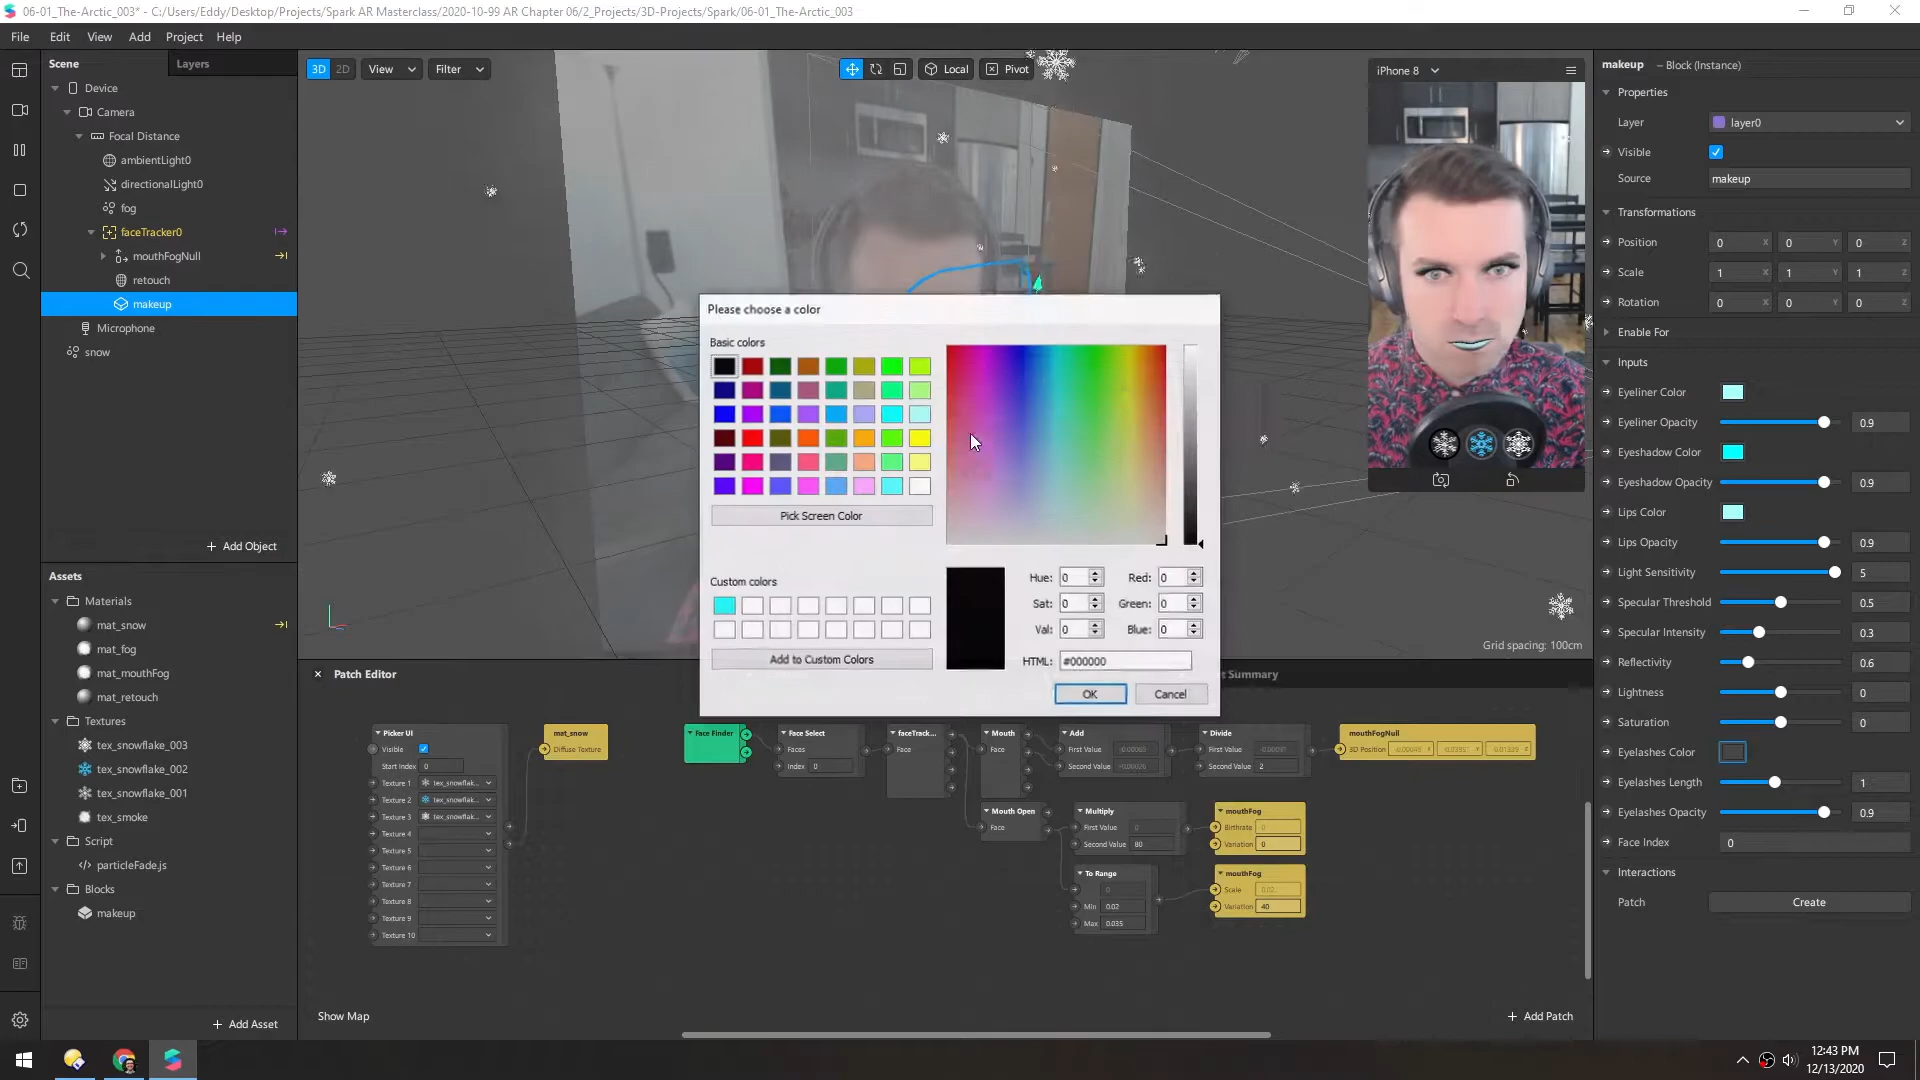 06-01_The-Arctic_003* - C:/Users/Eddy/Desktop/Projects/Spark AR Masterclass/2020-10-99 AR Chapter 06/2_Projects/3D-Projects/Spark/06-01_The-Arctic_003
File Edit View Add Project Help
Scene Layers
Device
Camera
Focal Distance
ambientLight0
directionalLight0
fog
faceTracker0
mouthFogNull
retouch
makeup
Microphone
snow
+ Add Object
Assets
Materials
mat_snow
mat_fog
mat_mouthFog
mat_retouch
Textures
tex_snowflake_003
tex_snowflake_002
tex_snowflake_001
tex_smoke
Script
particleFade.js
Blocks
makeup
+ Add Asset
3D 2D View Filter
Local Pivot
iPhone 8
Grid spacing: 100cm
Please choose a color
Basic colors
Pick Screen Color
Custom colors
Add to Custom Colors
Hue: 0 Red: 0
Sat: 0 Green: 0
Val: 0 Blue: 0
HTML: #000000
OK Cancel
Patch Editor
t Summary
Picker UI
Visible
Start Index 0
Texture 1 tex_snowflak...
Texture 2 tex_snowflak...
Texture 3 tex_snowflak...
Texture 4
Texture 5
Texture 6
Texture 7
Texture 8
Texture 9
Texture 10
mat_snow
Diffuse Texture
Face Finder
Face Select
Faces
Index 0
faceTrack...
Face
Mouth
Face
Add
First Value
Second Value
Divide
First Value
Second Value 2
mouthFogNull
3D Position
Mouth Open
Face
Multiply
First Value 0
Second Value 80
mouthFog
Birthrate 0
Variation 0
To Range
0
Min 0.02
Max 0.035
mouthFog
Scale 0.02
Variation 40
Show Map
+ Add Patch
makeup – Block (Instance)
Properties
Layer layer0
Visible
Source makeup
Transformations
Position 0 X 0 Y 0 Z
Scale 1 X 1 Y 1 Z
Rotation 0 X 0 Y 0 Z
Enable For
Inputs
Eyeliner Color
Eyeliner Opacity 0.9
Eyeshadow Color
Eyeshadow Opacity 0.9
Lips Color
Lips Opacity 0.9
Light Sensitivity 5
Specular Threshold 0.5
Specular Intensity 0.3
Reflectivity 0.6
Lightness 0
Saturation 0
Eyelashes Color
Eyelashes Length 1
Eyelashes Opacity 0.9
Face Index 0
Interactions
Patch Create
12:43 PM
12/13/2020